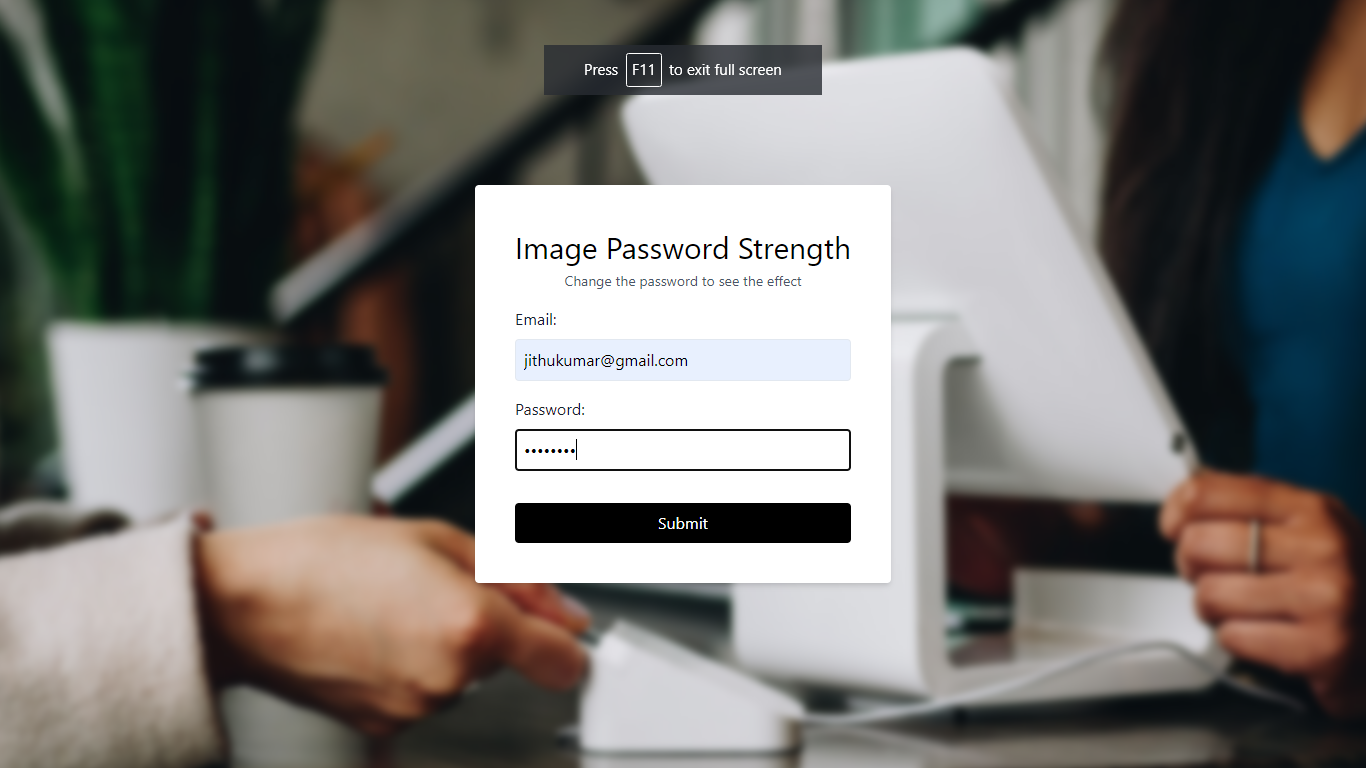 Press F11 to exit full screen
Image Password Strength
Change the password to see the effect
Email:
jithukumar@gmail.com
Password:
••••••••
Submit